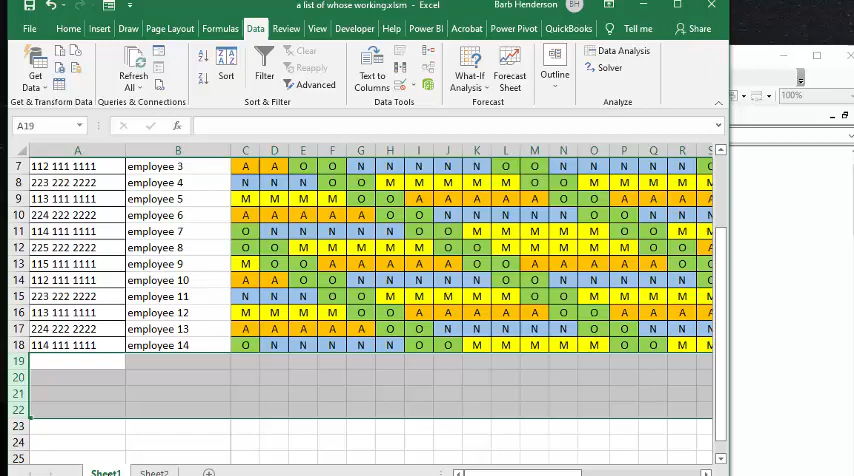 a list of whose working.xlsm - Excel
Barb Henderson BH
File Home Insert Draw Page Layout Formulas Data Review View Developer Help Power BI Acrobat Power Pivot QuickBooks Tell me Share
Get Data
Get & Transform Data
Refresh All
Queries & Connections
Sort
Filter
Clear
Reapply
Advanced
Sort & Filter
Text to Columns
Data Tools
What-If Analysis
Forecast Sheet
Forecast
Outline
Data Analysis
Solver
Analyze
100%
A19
fx
A B C D E F G H I J K L M N O P Q R S
7 112 111 1111 employee 3 A A O O N N N N N O O N N N N N O
8 223 222 2222 employee 4 N N N O O M M M M M O O M M M M M
9 113 111 1111 employee 5 M M M M O O A A A A A O O A A A A
10 224 222 2222 employee 6 A A A A A O O N N N N N O O N N N
11 114 111 1111 employee 7 O N N N N N O O M M M M M O O M M
12 225 222 2222 employee 8 O O M M M M M O O M M M M M O O A
13 115 111 1111 employee 9 M O O A A A A A O O A A A A A O O
14 112 111 1111 employee 10 A A O O N N N N N O O N N N N N O
15 223 222 2222 employee 11 N N N O O M M M M M O O M M M M M
16 113 111 1111 employee 12 M M M M O O A A A A A O O A A A A
17 224 222 2222 employee 13 A A A A A O O N N N N N O O N N N
18 114 111 1111 employee 14 O N N N N N O O M M M M M O O M M
19
20
21
22
23
24
25
Sheet1 Sheet2